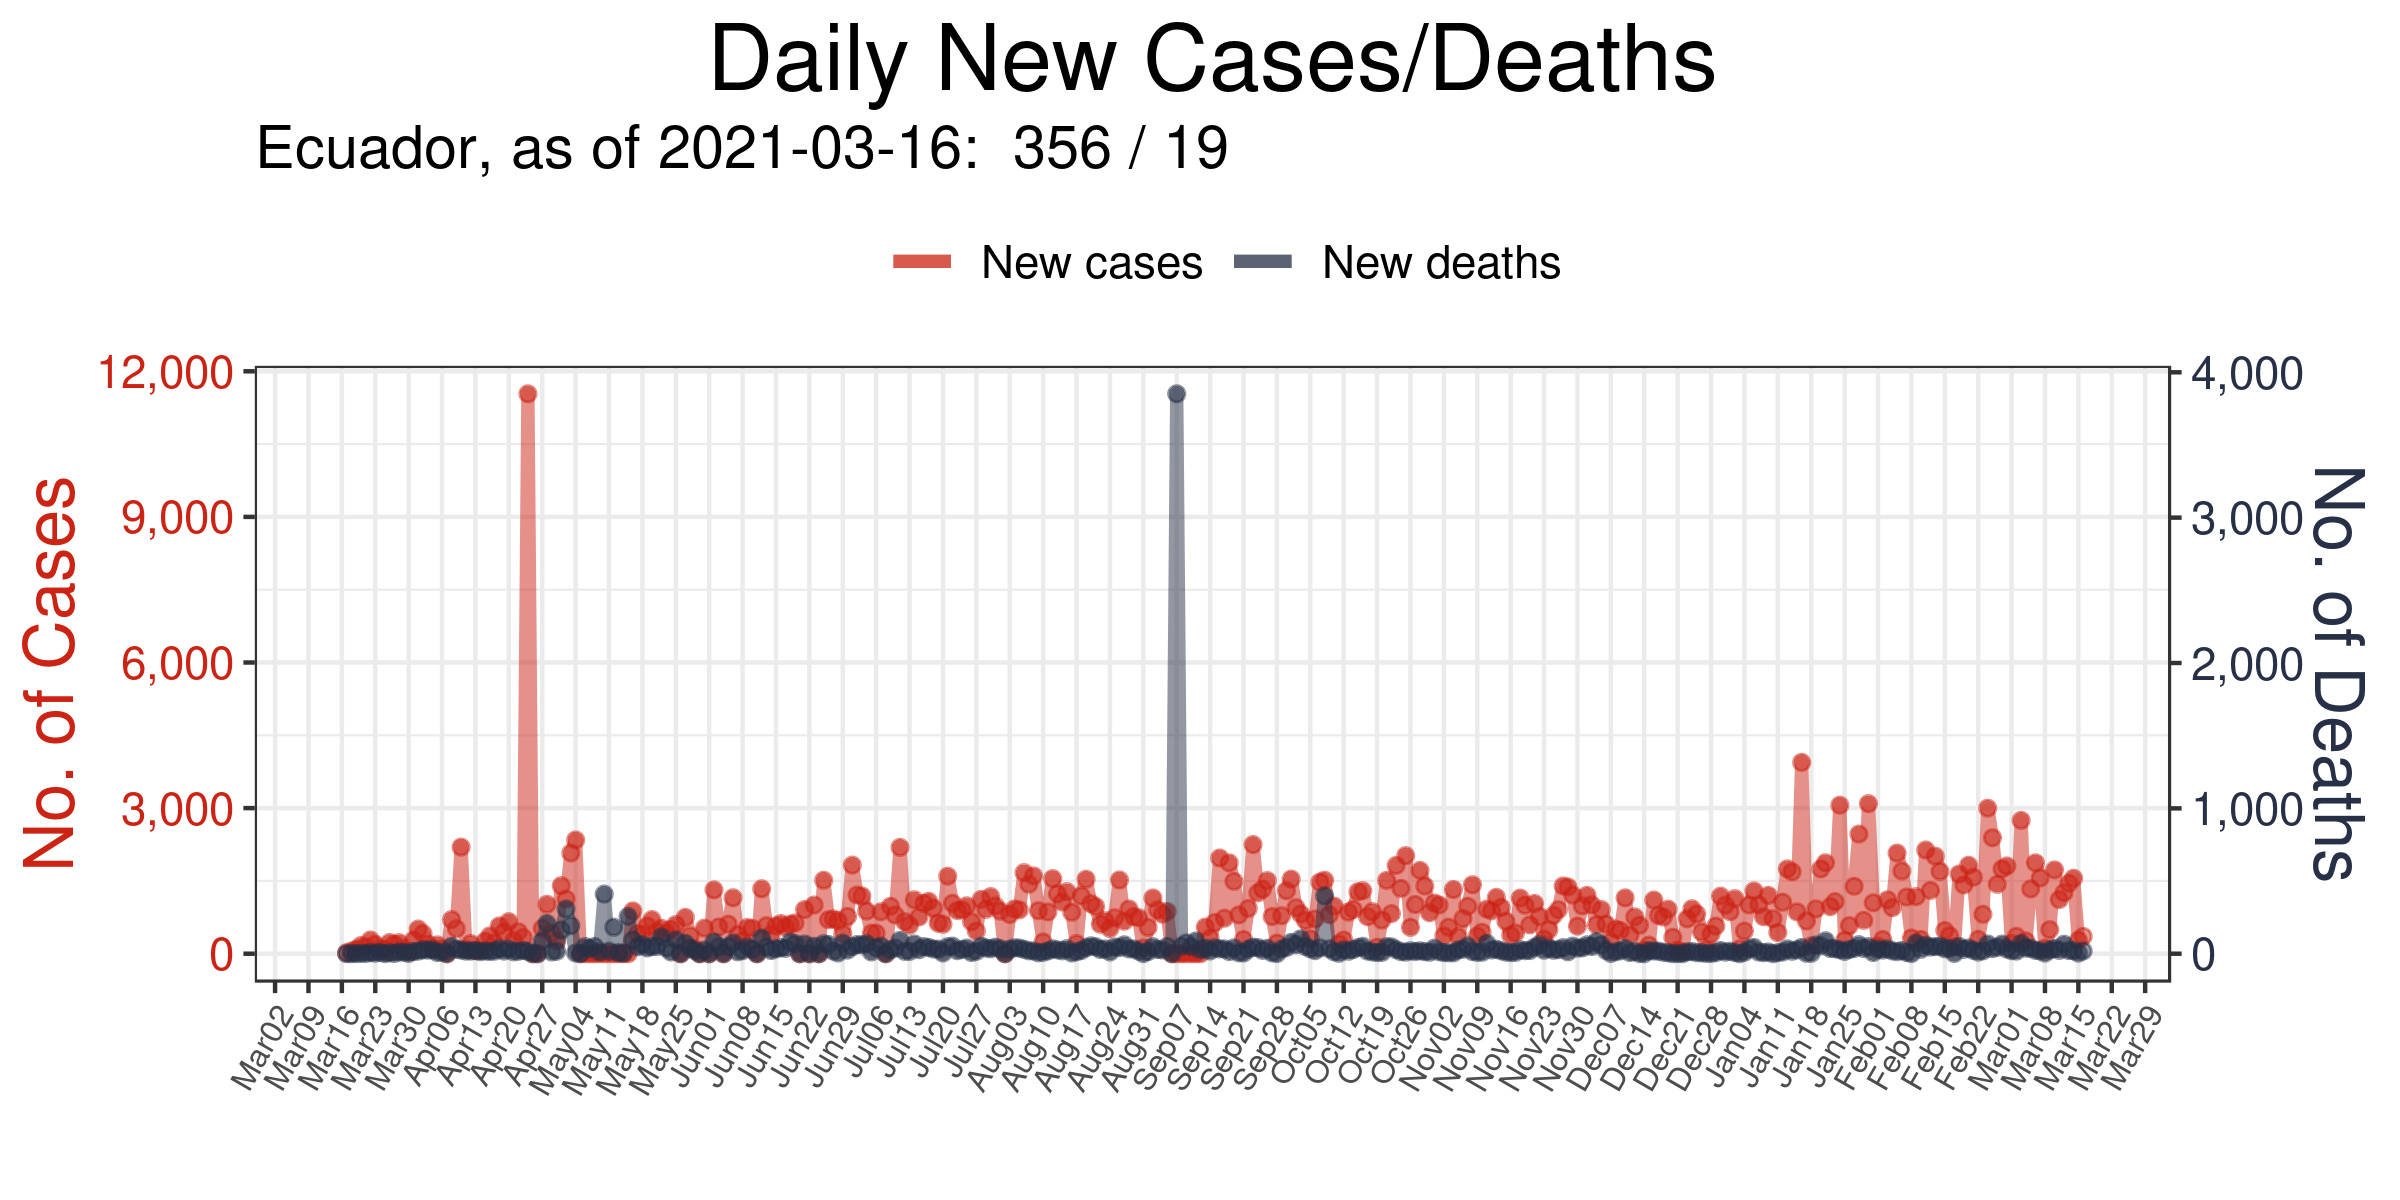 Daily New Cases/Deaths
Ecuador, as of 2021-03-16:  356 / 19
New cases New deaths
No. of Cases
12,000
9,000
6,000
3,000
0
4,000
3,000
2,000
1,000
0
No. of Deaths
Mar02 Mar09 Mar16 Mar23 Mar30 Apr06 Apr13 Apr20 Apr27 May04 May11 May18 May25 Jun01 Jun08 Jun15 Jun22 Jun29 Jul06 Jul13 Jul20 Jul27 Aug03 Aug10 Aug17 Aug24 Aug31 Sep07 Sep14 Sep21 Sep28 Oct05 Oct12 Oct19 Oct26 Nov02 Nov09 Nov16 Nov23 Nov30 Dec07 Dec14 Dec21 Dec28 Jan04 Jan11 Jan18 Jan25 Feb01 Feb08 Feb15 Feb22 Mar01 Mar08 Mar15 Mar22 Mar29